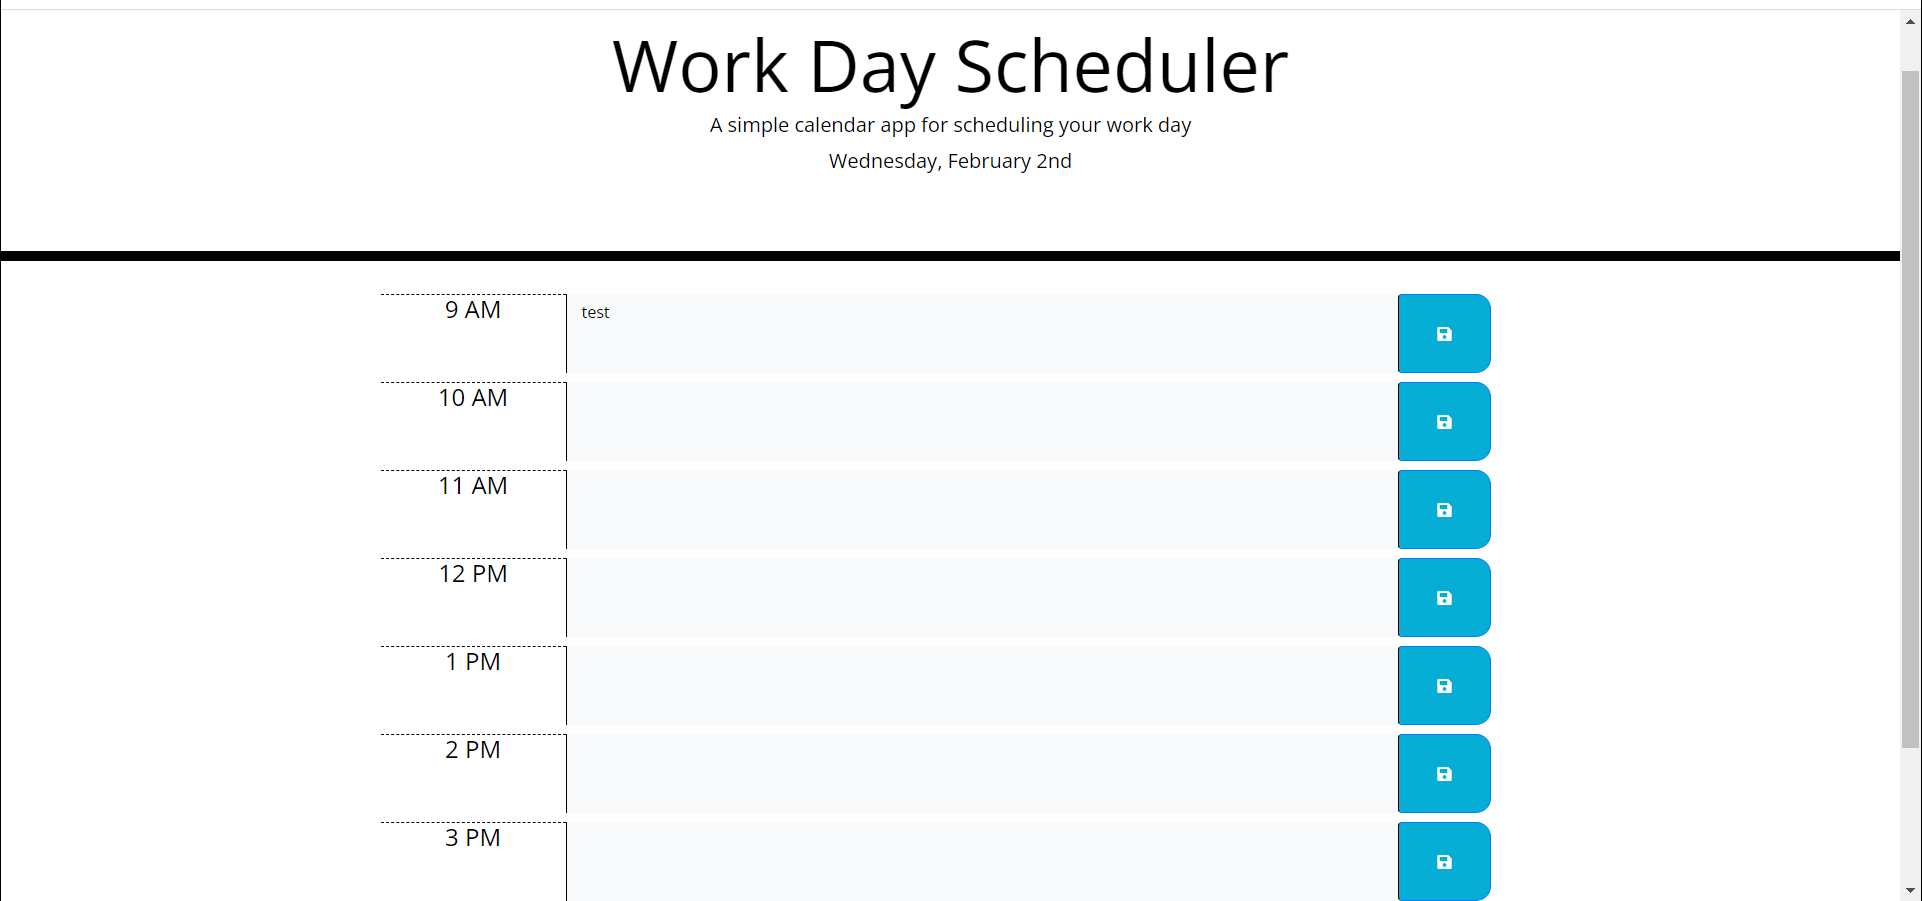 Work Day Scheduler
A simple calendar app for scheduling your work day
Wednesday, February 2nd
9 AM
test
10 AM
11 AM
12 PM
1 PM
2 PM
3 PM